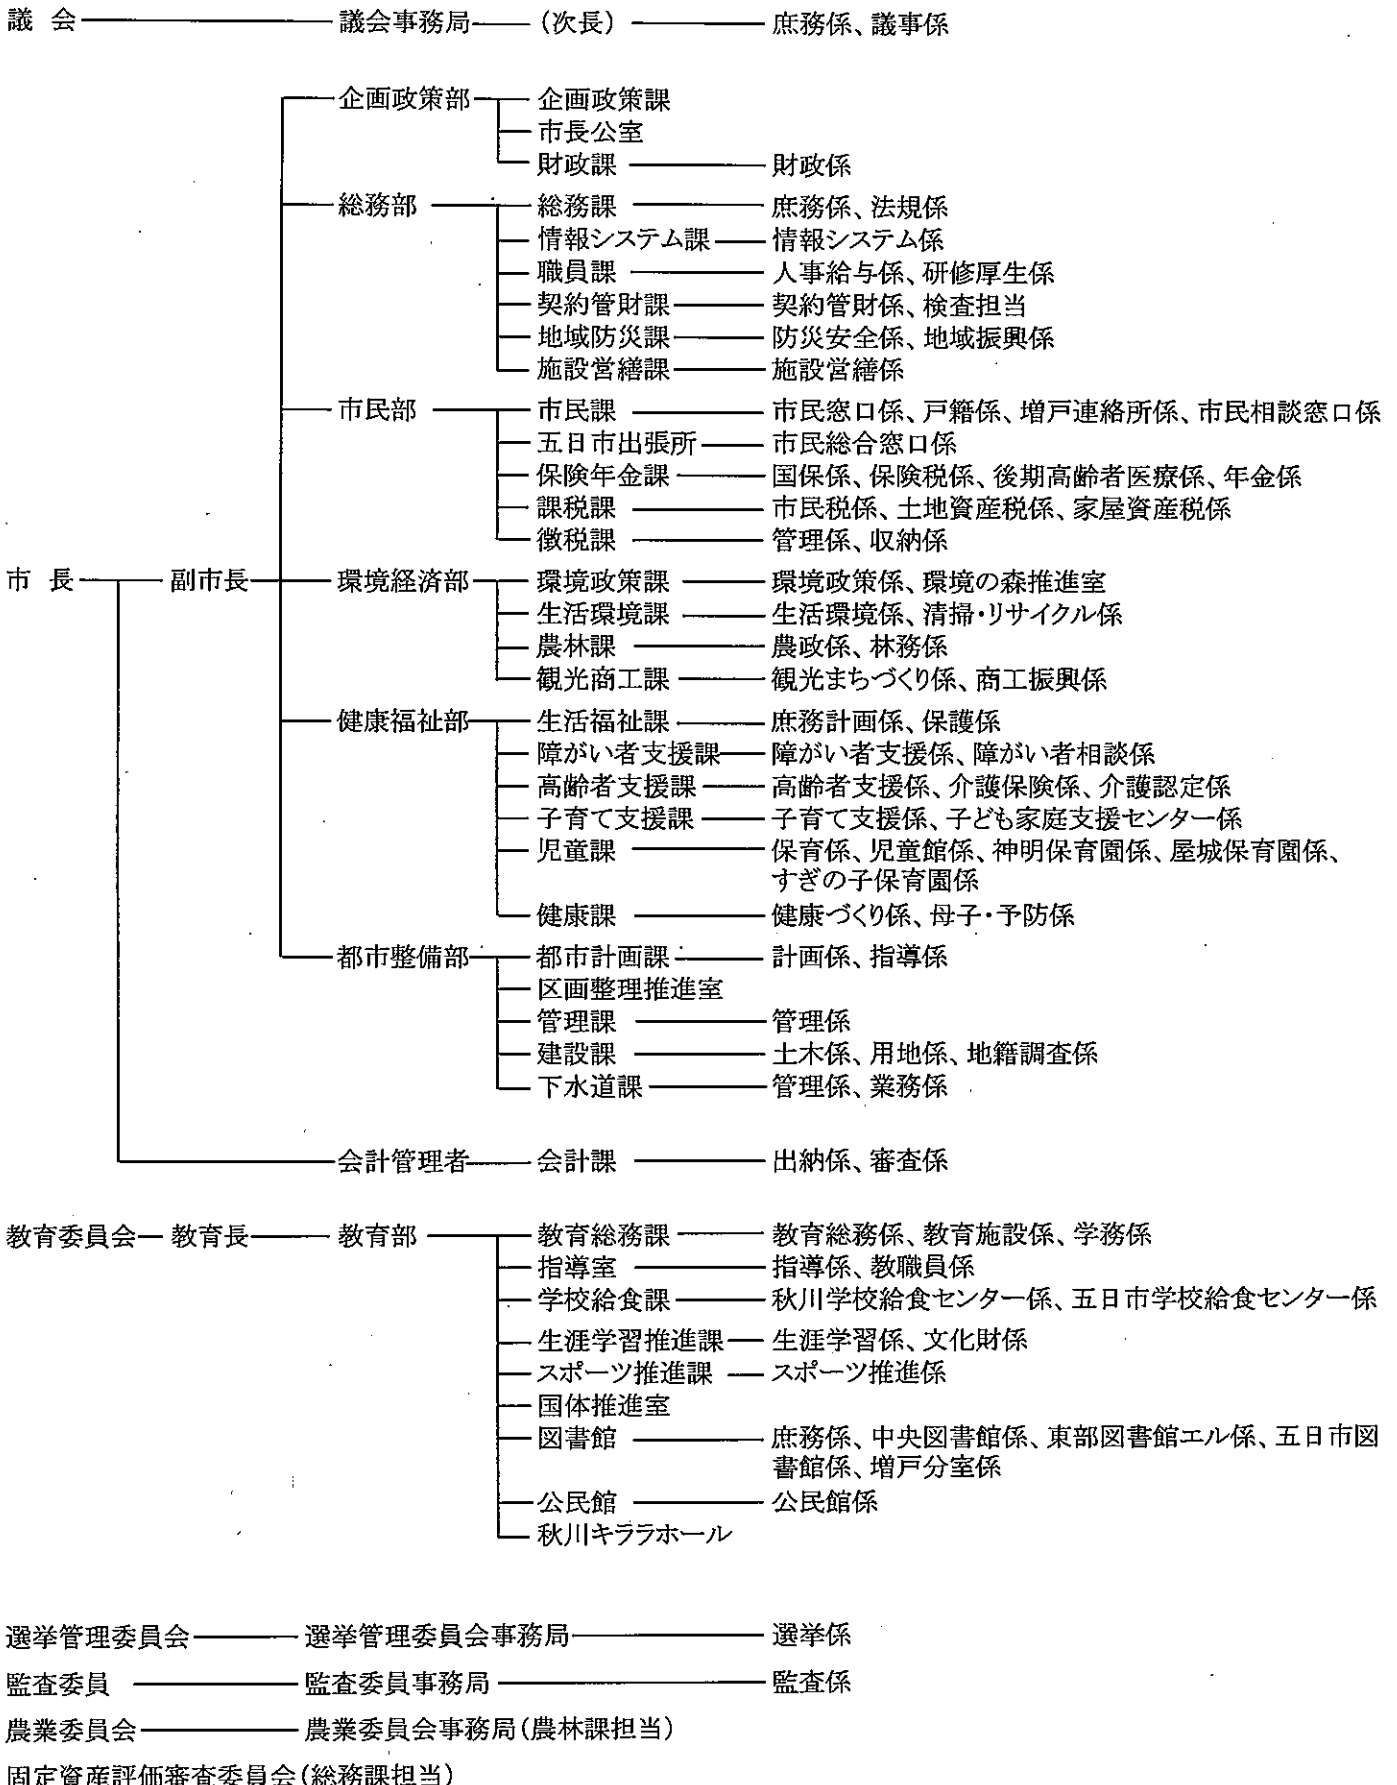 議 会 議会事務局 (次長) 庶務係、議事係
企画政策部 企画政策課
市長公室
財政課 財政係
総務部 総務課 庶務係、法規係
情報システム課 情報システム係
職員課 人事給与係、研修厚生係
契約管財課 契約管財係、検査担当
地域防災課 防災安全係、地域振興係
施設営繕課 施設営繕係
市民部 市民課 市民窓口係、戸籍係、増戸連絡所係、市民相談窓口係
五日市出張所 市民総合窓口係
保険年金課 国保係、保険税係、後期高齢者医療係、年金係
課税課 市民税係、土地資産税係、家屋資産税係
徴税課 管理係、収納係
市 長 副市長 環境経済部 環境政策課 環境政策係、環境の森推進室
生活環境課 生活環境係、清掃・リサイクル係
農林課 農政係、林務係
観光商工課 観光まちづくり係、商工振興係
健康福祉部 生活福祉課 庶務計画係、保護係
障がい者支援課 障がい者支援係、障がい者相談係
高齢者支援課 高齢者支援係、介護保険係、介護認定係
子育て支援課 子育て支援係、子ども家庭支援センター係
児童課 保育係、児童館係、神明保育園係、屋城保育園係、
すぎの子保育園係
健康課 健康づくり係、母子・予防係
都市整備部 都市計画課 計画係、指導係
区画整理推進室
管理課 管理係
建設課 土木係、用地係、地籍調査係
下水道課 管理係、業務係
会計管理者 会計課 出納係、審査係
教育委員会 教育長 教育部 教育総務課 教育総務係、教育施設係、学務係
指導室 指導係、教職員係
学校給食課 秋川学校給食センター係、五日市学校給食センター係
生涯学習推進課 生涯学習係、文化財係
スポーツ推進課 スポーツ推進係
国体推進室
図書館 庶務係、中央図書館係、東部図書館エル係、五日市図
書館係、増戸分室係
公民館 公民館係
秋川キララホール
選挙管理委員会 選挙管理委員会事務局 選挙係
監査委員 監査委員事務局 監査係
農業委員会 農業委員会事務局(農林課担当)
固定資産評価審査委員会(総務課担当)